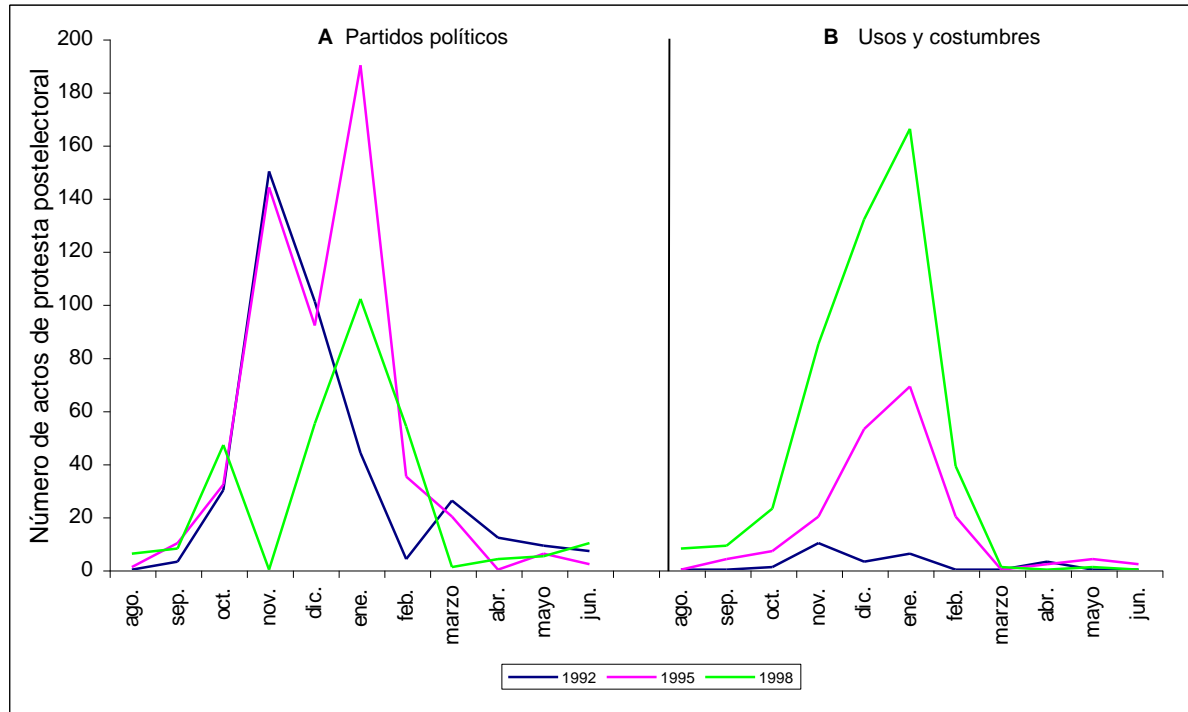 A Partidos políticos
B Usos y costumbres
Número de actos de protesta postelectoral
200
180
160
140
120
100
80
60
40
20
0
ago. sep. oct. nov. dic. ene. feb. marzo abr. mayo jun.
ago. sep. oct. nov. dic. ene. feb. marzo abr. mayo jun.
1992 1995 1998